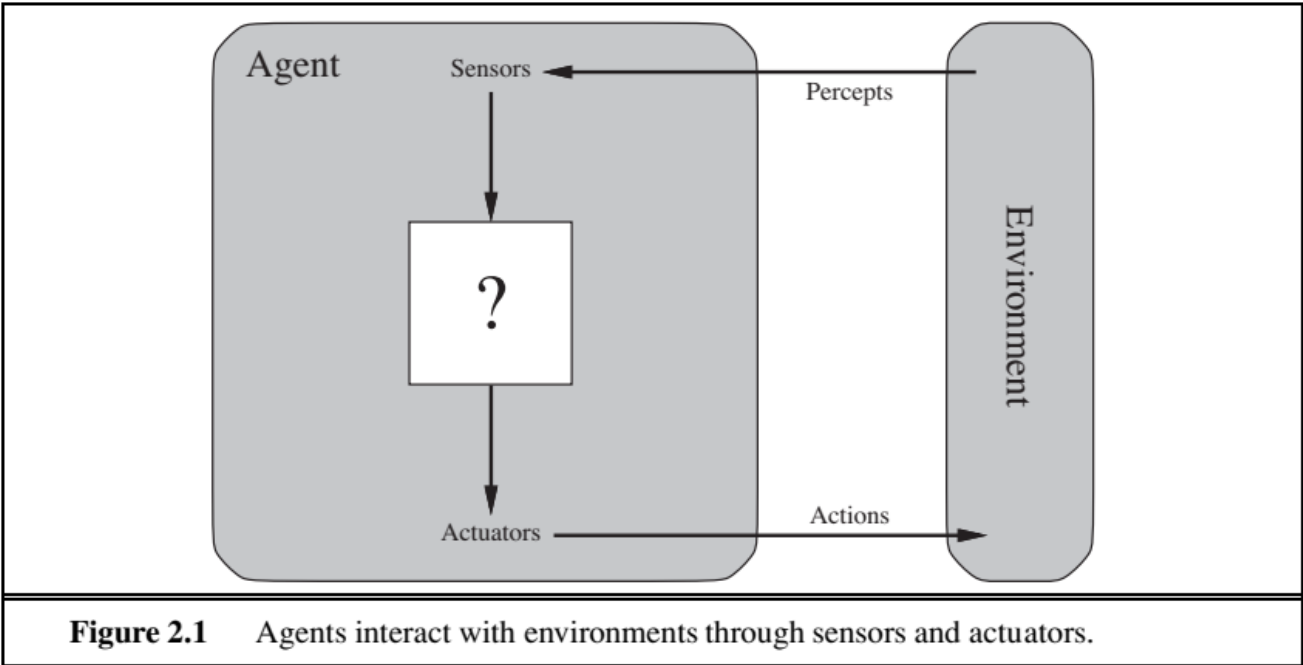 Agent
Sensors
Percepts
?
Environment
Actuators
Actions
Figure 2.1 Agents interact with environments through sensors and actuators.